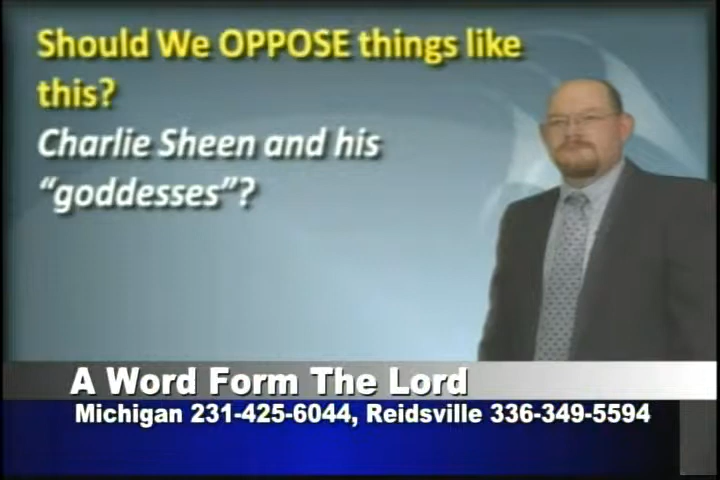 Should We OPPOSE things like
this?
Charlie Sheen and his
“goddesses”?
A Word Form The Lord
Michigan 231-425-6044, Reidsville 336-349-5594